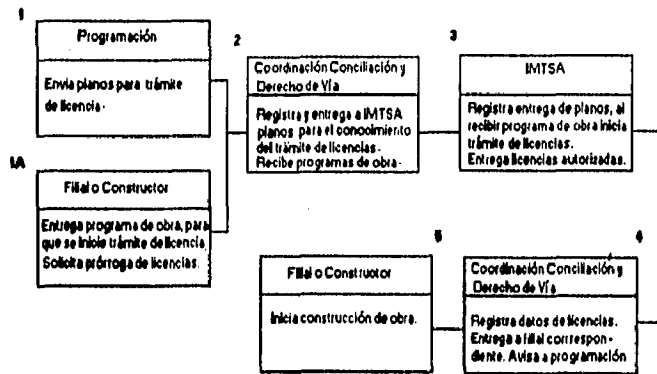 1
Programación
Envia planos para trámite
de licencia.
1A
Filial o Constructor
Entrega programa de obra, para
que se inicie trámite de licencia,
Solicita prórroga de licencias.
2
Coordinación Conciliación y
Derecho de Vía
Registra y entrega a IMTSA
planos para el conocimiento
del trámite de licencias.
Recibe programas de obra.
3
IMTSA
Registra entrega de planos, al
recibir programa de obra inicia
trámite de licencias.
Entrega licencias autorizadas.
4
Coordinación Conciliación y
Derecho de Vía
Registra datos de licencias.
Entrega a filial corrrespon-
diente. Avisa a programación
5
Filial o Constructor
Inicia construcción de obra.